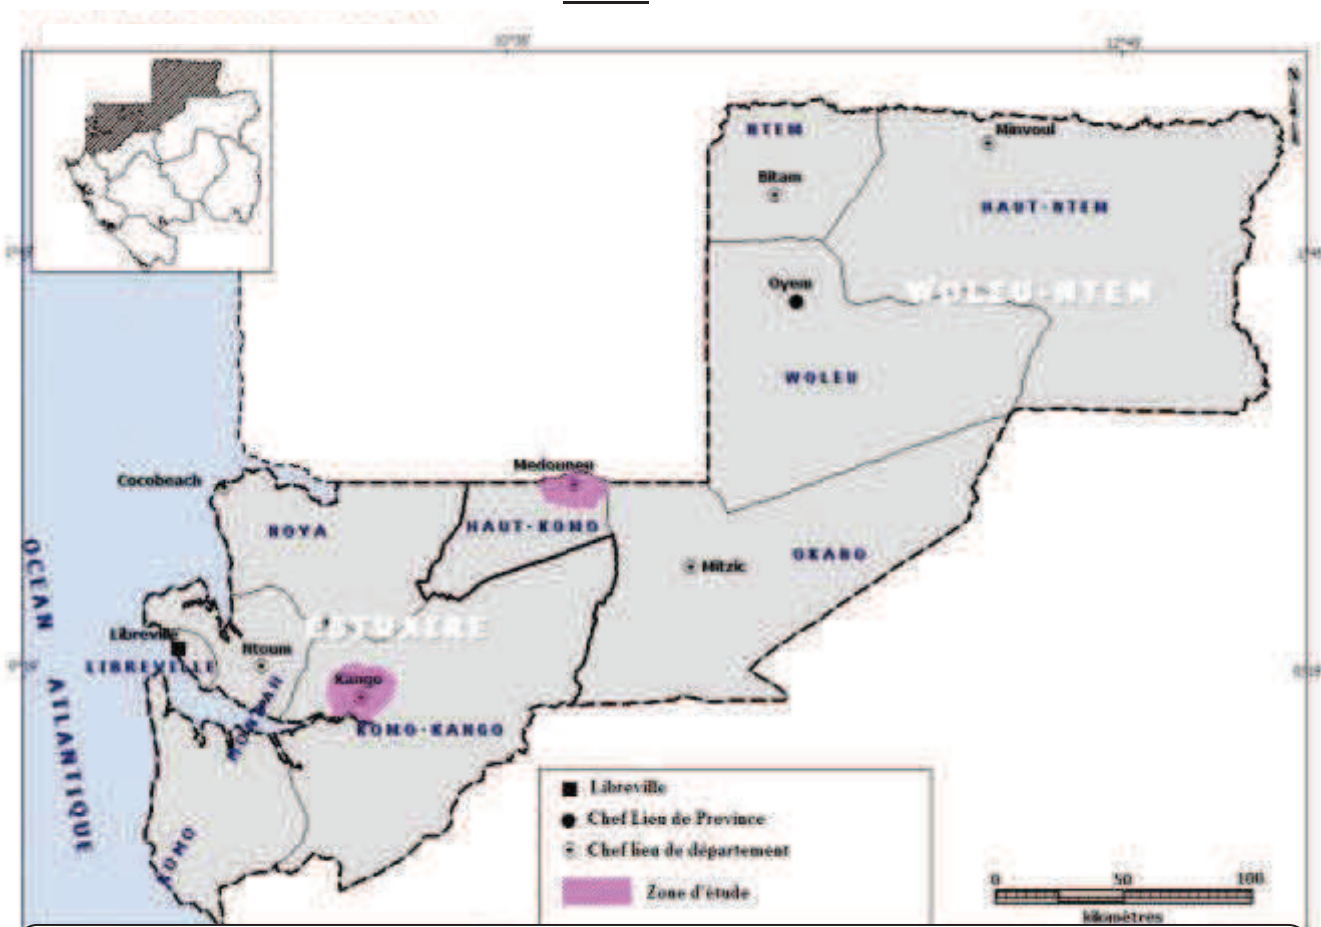 N
NTEM
Minvoul
Bitam
HAUT-NTEM
Oyem
WOLEU-NTEM
WOLEU
Medouneu
Cocobeach
NOYA
HAUT-KOMO
OKANO
Mitzic
OCEAN ATLANTIQUE
ESTUAIRE
Libreville
Ntoum
LIBREVILLE
Kango
KOMO-KANGO
KOMO
Libreville
Chef Lieu de Province
Chef lieu de département
Zone d'étude
0 50 100
kilomètres